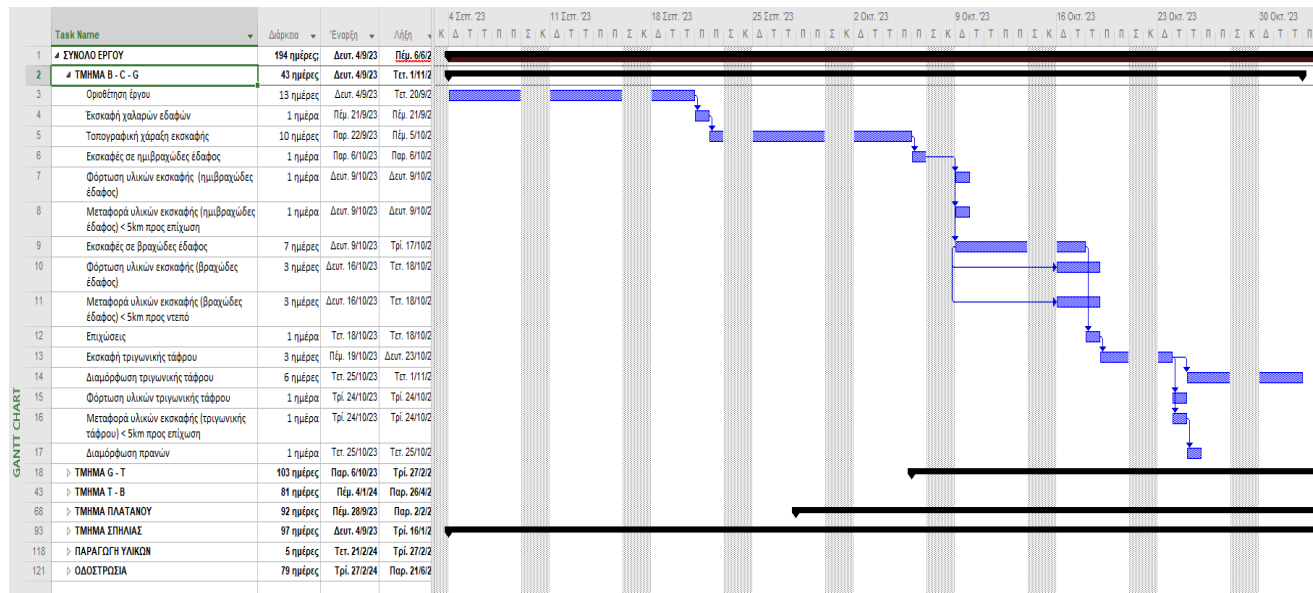 4 Σεπ. '23 11 Σεπ. '23 18 Σεπ. '23 25 Σεπ. '23 2 Οκτ. '23 9 Οκτ. '23 16 Οκτ. '23 23 Οκτ. '23 30 Οκτ. '23
Task Name Διάρκεια Έναρξη Λήξη Κ Δ Τ Τ Π Π Σ Κ Δ Τ Τ Π Π Σ Κ Δ Τ Τ Π Π Σ Κ Δ Τ Τ Π Π Σ Κ Δ Τ Τ Π Π Σ Κ Δ Τ Τ Π Π Σ Κ Δ Τ Τ Π Π Σ Κ Δ Τ Τ Π Π Σ Κ Δ Τ Τ Π
1 ΣΥΝΟΛΟ ΕΡΓΟΥ 194 ημέρες; Δευτ. 4/9/23 Πέμ. 6/6/2
2 ΤΜΗΜΑ B - C - G 43 ημέρες Δευτ. 4/9/23 Τετ. 1/11/2
3 Οριοθέτηση έργου 13 ημέρες Δευτ. 4/9/23 Τετ. 20/9/2
4 Έκσκαφή χαλαρών εδαφών 1 ημέρα Πέμ. 21/9/23 Πέμ. 21/9/2
5 Τοπογραφική χάραξη εκσκαφής 10 ημέρες Παρ. 22/9/23 Πέμ. 5/10/2
6 Εκσκαφές σε ημιβραχώδες έδαφος 1 ημέρα Παρ. 6/10/23 Παρ. 6/10/2
7 Φόρτωση υλικών εκσκαφής (ημιβραχώδες 1 ημέρα Δευτ. 9/10/23 Δευτ. 9/10/2
έδαφος)
8 Μεταφορά υλικών εκσκαφής (ημιβραχώδες 1 ημέρα Δευτ. 9/10/23 Δευτ. 9/10/2
έδαφος) < 5km προς επίχωση
9 Εκσκαφές σε βραχώδες έδαφος 7 ημέρες Δευτ. 9/10/23 Τρί. 17/10/2
10 Φόρτωση υλικών εκσκαφής (βραχώδες 3 ημέρες Δευτ. 16/10/23 Τετ. 18/10/2
έδαφος)
11 Μεταφορά υλικών εκσκαφής (βραχώδες 3 ημέρες Δευτ. 16/10/23 Τετ. 18/10/2
έδαφος) < 5km προς ντεπό
12 Επιχώσεις 1 ημέρα Τετ. 18/10/23 Τετ. 18/10/2
13 Εκσκαφή τριγωνικής τάφρου 3 ημέρες Πέμ. 19/10/23 Δευτ. 23/10/2
14 Διαμόρφωση τριγωνικής τάφρου 6 ημέρες Τετ. 25/10/23 Τετ. 1/11/2
15 Φόρτωση υλικών τριγωνικής τάφρου 1 ημέρα Τρί. 24/10/23 Τρί. 24/10/2
16 Μεταφορά υλικών εκσκαφής (τριγωνικής 1 ημέρα Τρί. 24/10/23 Τρί. 24/10/2
τάφρου) < 5km προς επίχωση
17 Διαμόρφωση πρανών 1 ημέρα Τετ. 25/10/23 Τετ. 25/10/2
18 ΤΜΗΜΑ G - T 103 ημέρες Παρ. 6/10/23 Τρί. 27/2/2
43 ΤΜΗΜΑ T - B 81 ημέρες Πέμ. 4/1/24 Παρ. 26/4/2
68 ΤΜΗΜΑ ΠΛΑΤΑΝΟΥ 92 ημέρες Πέμ. 28/9/23 Παρ. 2/2/2
93 ΤΜΗΜΑ ΣΠΗΛΙΑΣ 97 ημέρες Δευτ. 4/9/23 Τρί. 16/1/2
118 ΠΑΡΑΓΩΓΗ ΥΛΙΚΩΝ 5 ημέρες Τετ. 21/2/24 Τρί. 27/2/2
121 ΟΔΟΣΤΡΩΣΙΑ 79 ημέρες Τρί. 27/2/24 Παρ. 21/6/2
GANTT CHART